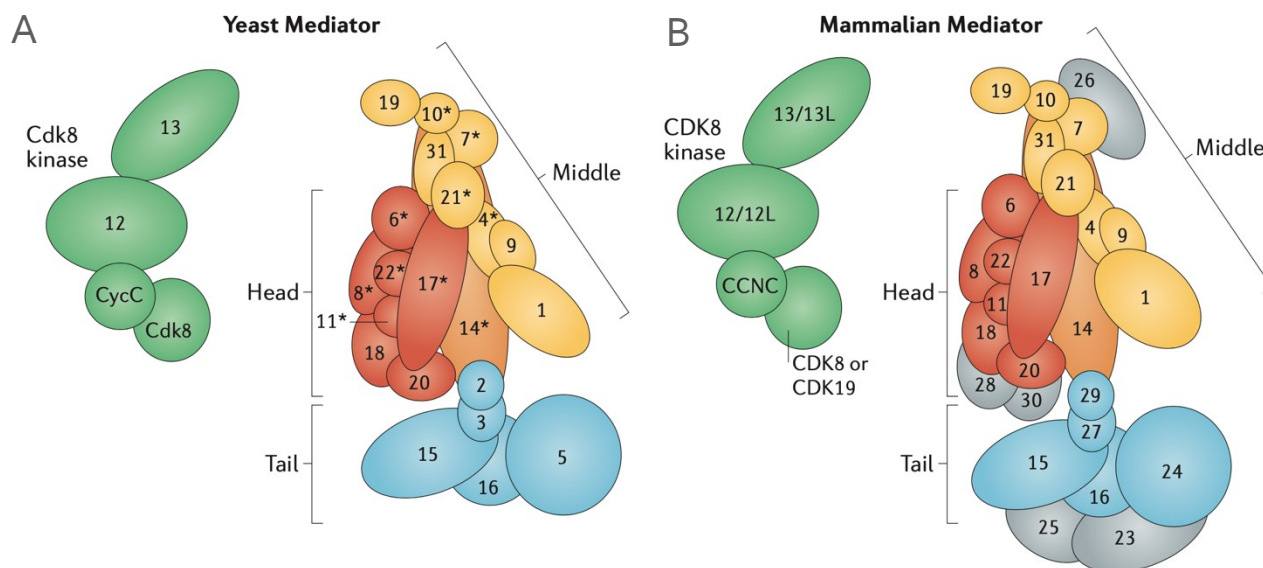 A
Yeast Mediator
Cdk8
kinase
13
12
CycC
Cdk8
19
10*
7*
31
21*
Middle
6*
4*
9
22*
8*
17*
Head
11*
1
14*
18
20
2
3
Tail
15
5
16
B
Mammalian Mediator
CDK8
kinase
13/13L
12/12L
CCNC
CDK8 or
CDK19
19
10
26
7
31
Middle
21
6
4
9
22
8
17
Head
11
1
18
14
20
28
30
29
27
Tail
15
24
16
25
23